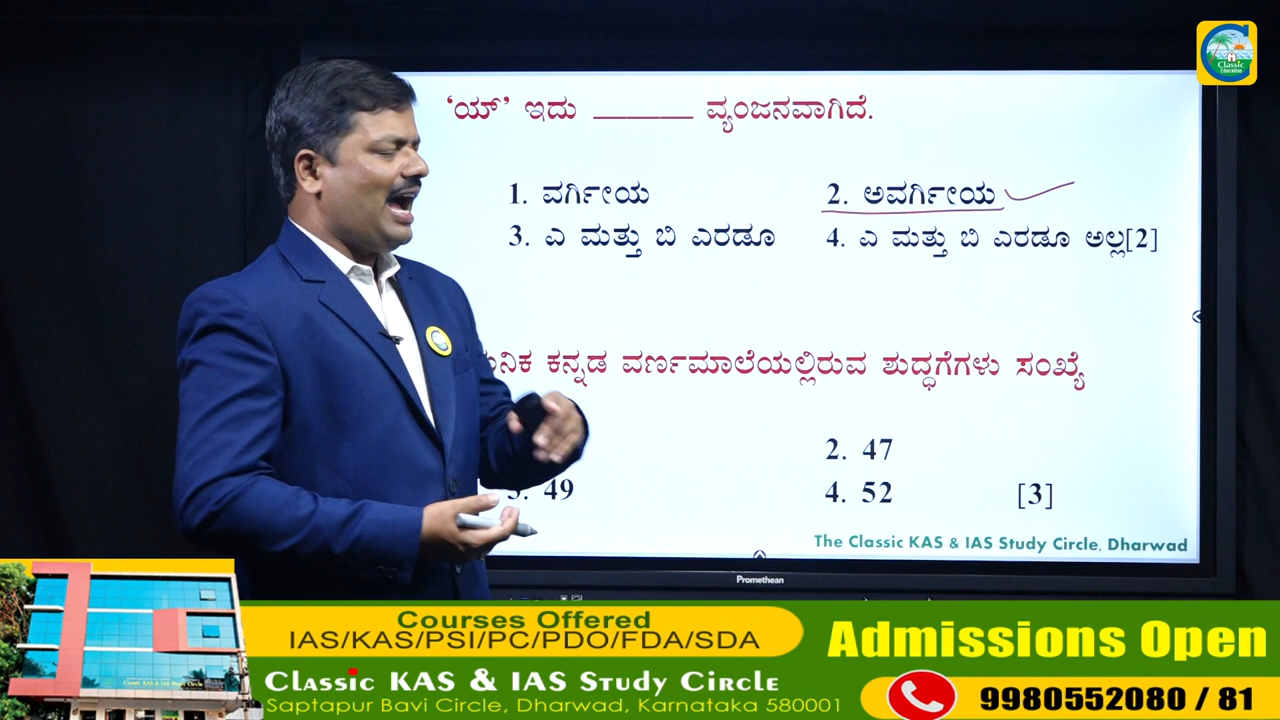 Classic
Education
‘ಯ್’ ಇದು ______ ವ್ಯಂಜನವಾಗಿದೆ.
1. ವರ್ಗೀಯ 2. ಅವರ್ಗೀಯ
3. ಎ ಮತ್ತು ಬಿ ಎರಡೂ 4. ಎ ಮತ್ತು ಬಿ ಎರಡೂ ಅಲ್ಲ[2]
ಕನ್ನಡ ವರ್ಣಮಾಲೆಯಲ್ಲಿರುವ ಶುದ್ಧಗೆಗಳು ಸಂಖ್ಯೆ
2. 47
3. 49 4. 52 [3]
The Classic KAS & IAS Study Circle, Dharwad
Promethean
Courses Offered
IAS/KAS/PSI/PC/PDO/FDA/SDA
Admissions Open
Classic KAS & IAS Study Circle
Saptapur Bavi Circle, Dharwad, Karnataka 580001
9980552080 / 81